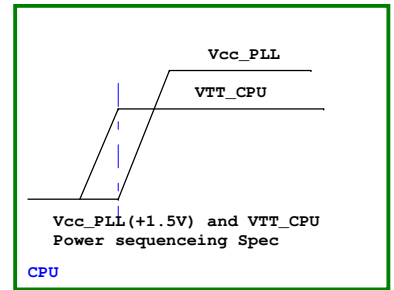 Vcc_PLL
VTT_CPU
Vcc_PLL(+1.5V) and VTT_CPU
Power sequenceing Spec
CPU